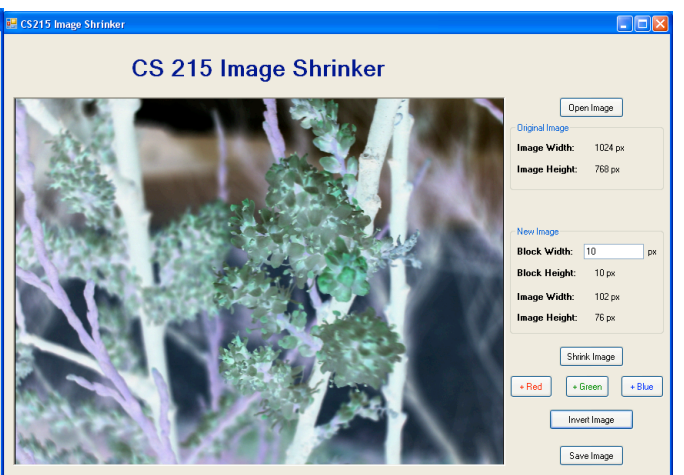 CS215 Image Shrinker
CS 215 Image Shrinker
Open Image
Original Image
Image Width: 1024 px
Image Height: 768 px
New Image
Block Width: 10 px
Block Height: 10 px
Image Width: 102 px
Image Height: 76 px
Shrink Image
+ Red + Green + Blue
Invert Image
Save Image